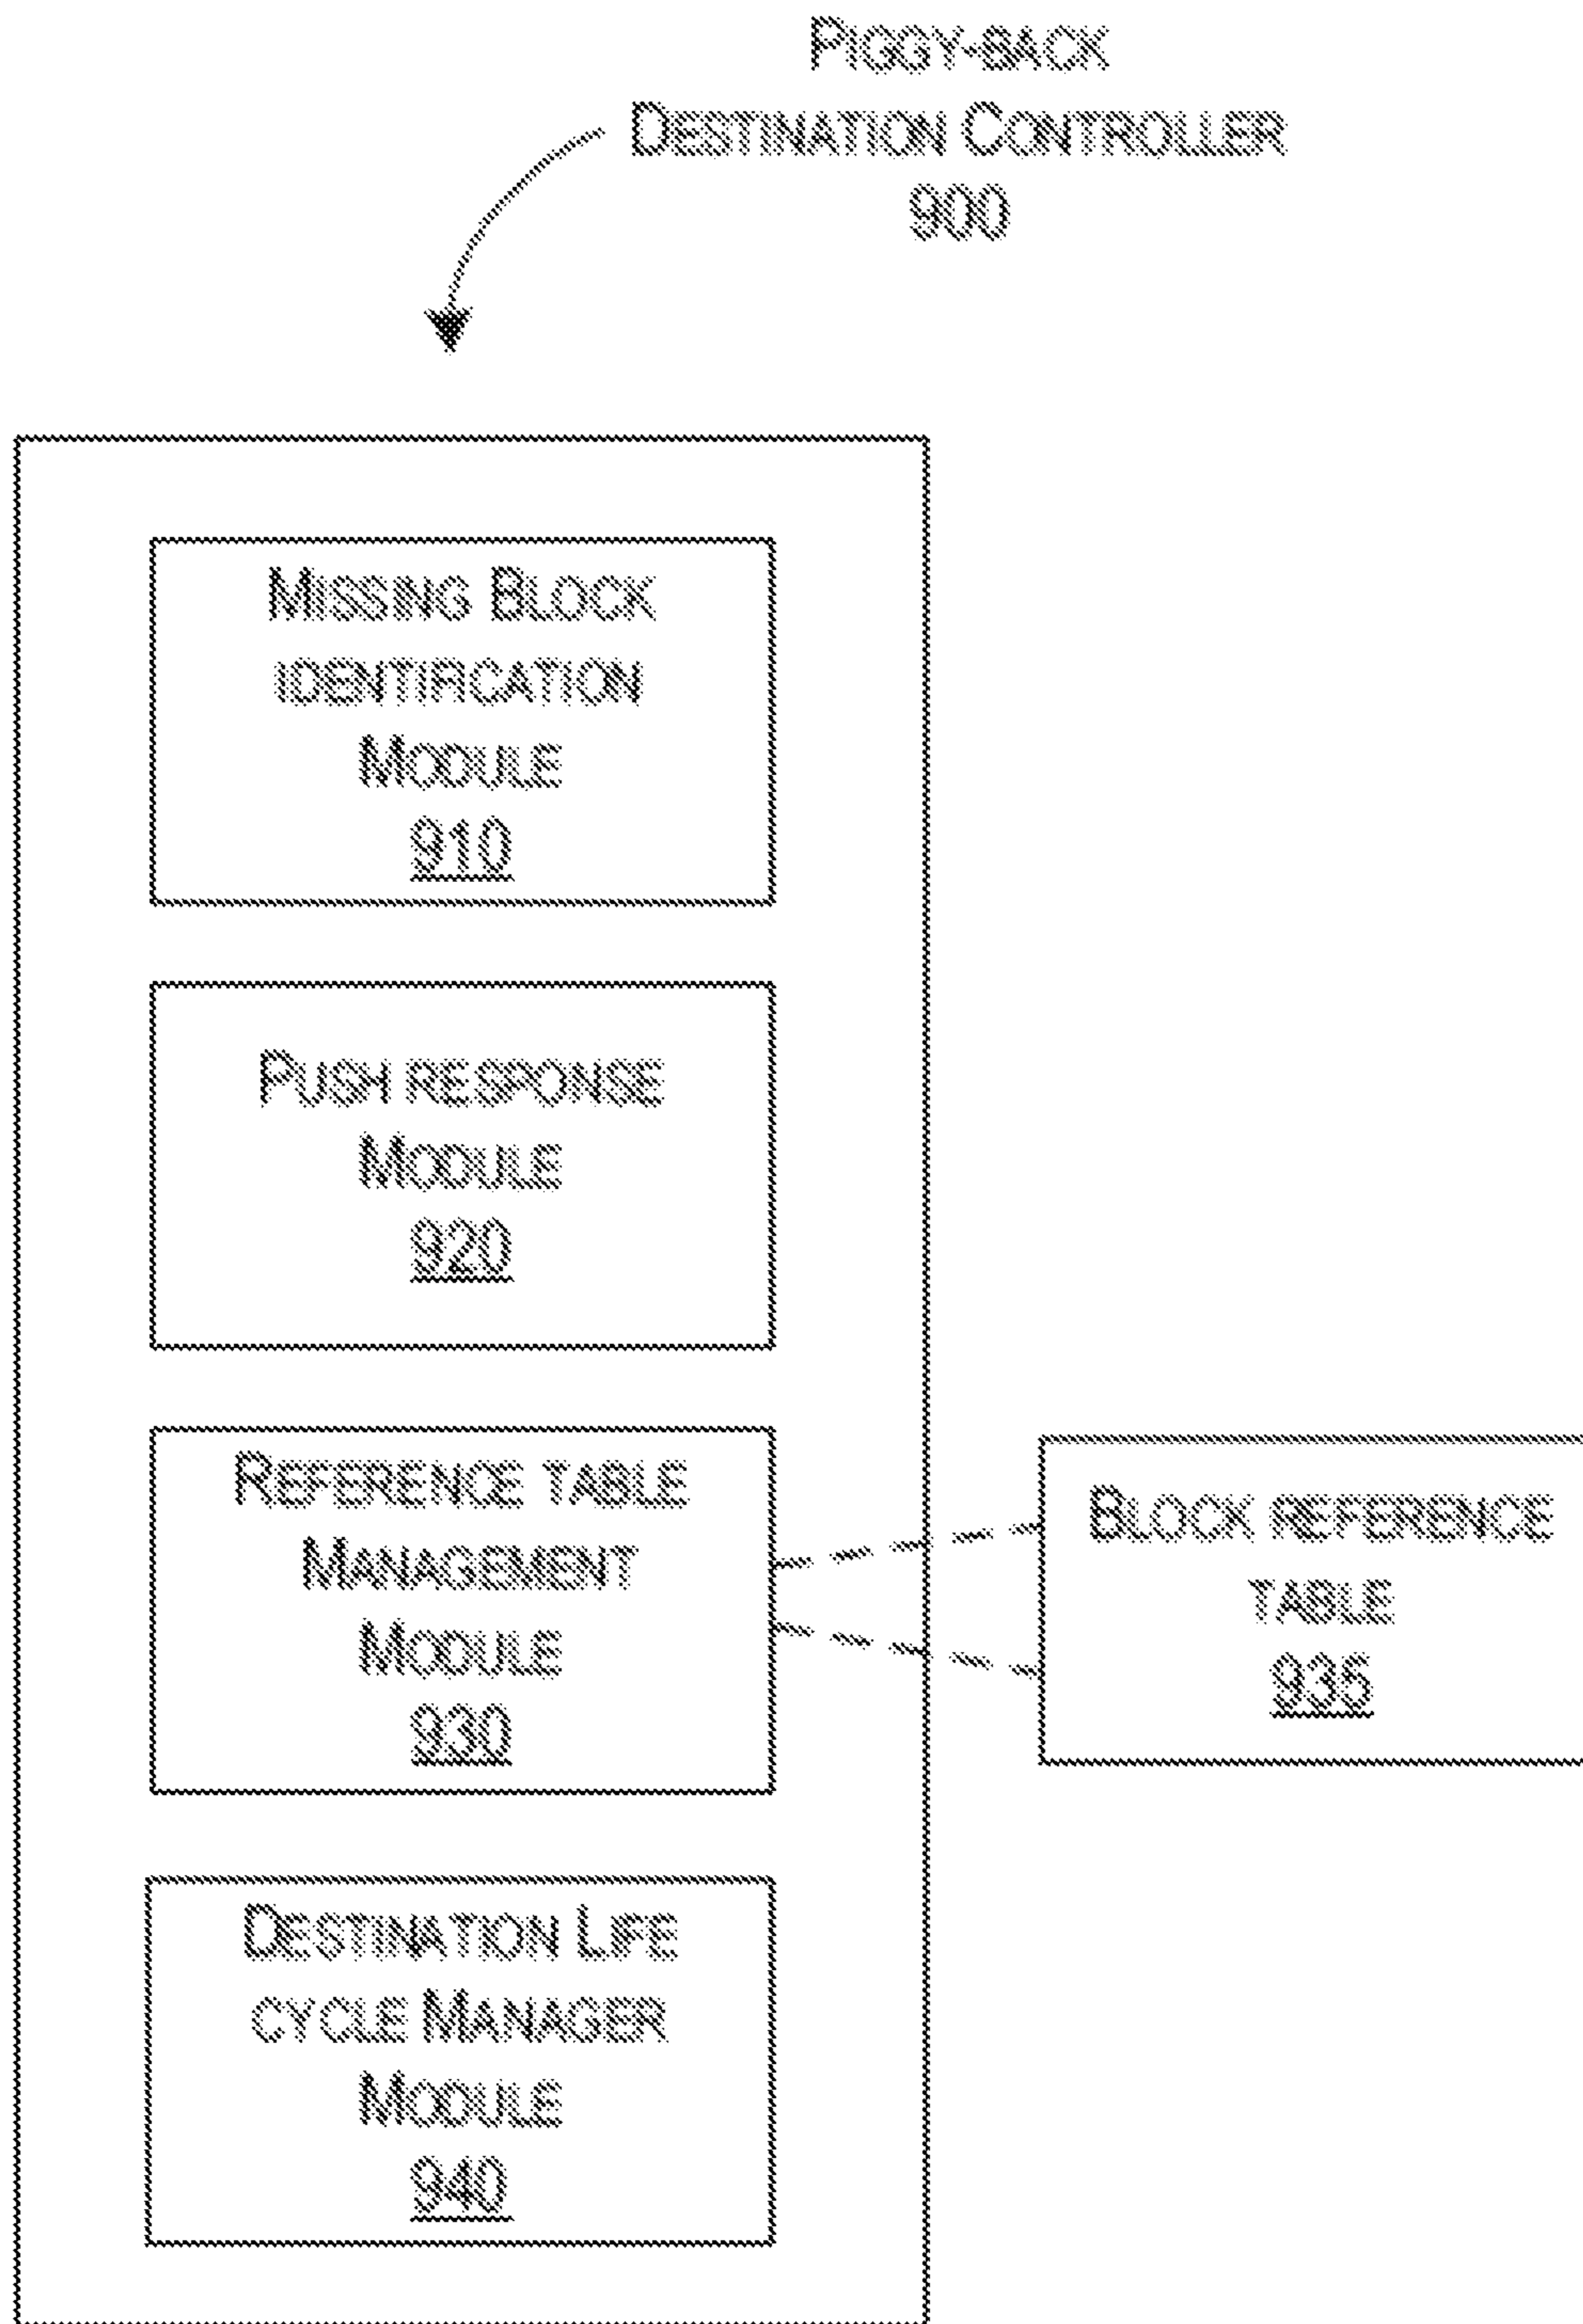 PIGGY-BACK
DESTINATION CONTROLLER
900
MISSING BLOCK
IDENTIFICATION
MODULE
910
PUSH RESPONSE
MODULE
920
REFERENCE TABLE
MANAGEMENT
MODULE
930
BLOCK REFERENCE
TABLE
935
DESTINATION LIFE
CYCLE MANAGER
MODULE
940